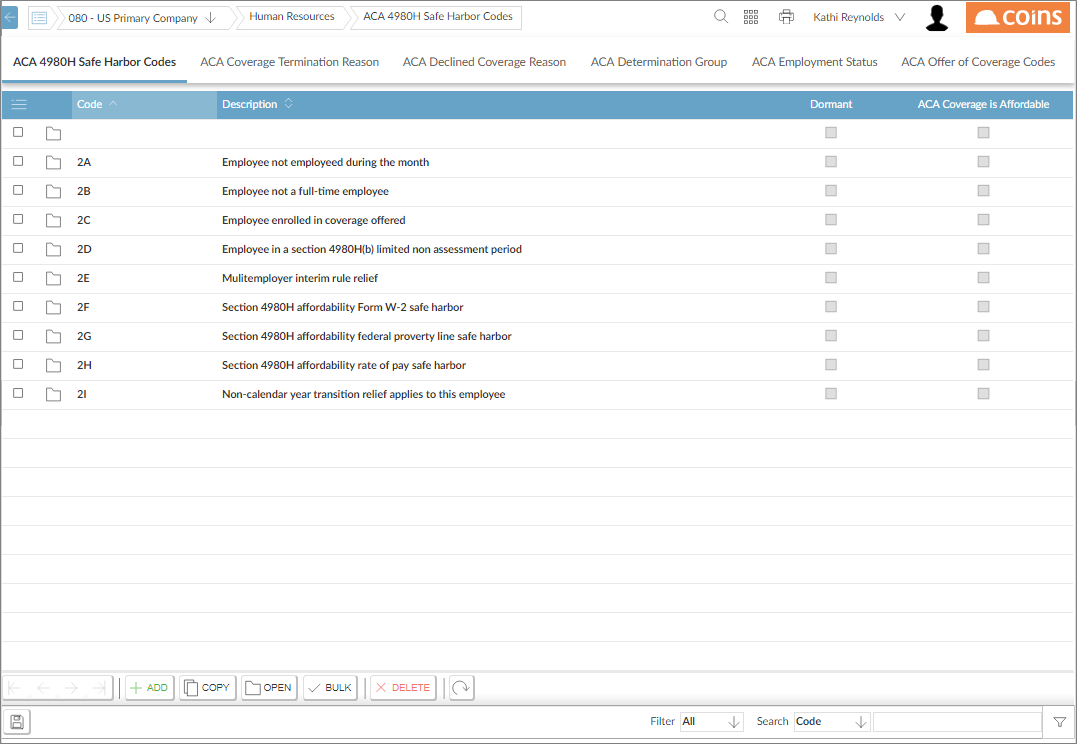 080 - US Primary Company
Human Resources
ACA 4980H Safe Harbor Codes
Kathi Reynolds
coins
ACA 4980H Safe Harbor Codes
ACA Coverage Termination Reason
ACA Declined Coverage Reason
ACA Determination Group
ACA Employment Status
ACA Offer of Coverage Codes
Code
Description
Dormant
ACA Coverage is Affordable
2A Employee not employeed during the month
2B Employee not a full-time employee
2C Employee enrolled in coverage offered
2D Employee in a section 4980H(b) limited non assessment period
2E Mulitemployer interim rule relief
2F Section 4980H affordability Form W-2 safe harbor
2G Section 4980H affordability federal proverty line safe harbor
2H Section 4980H affordability rate of pay safe harbor
2I Non-calendar year transition relief applies to this employee
ADD
COPY
OPEN
BULK
DELETE
Filter All
Search Code